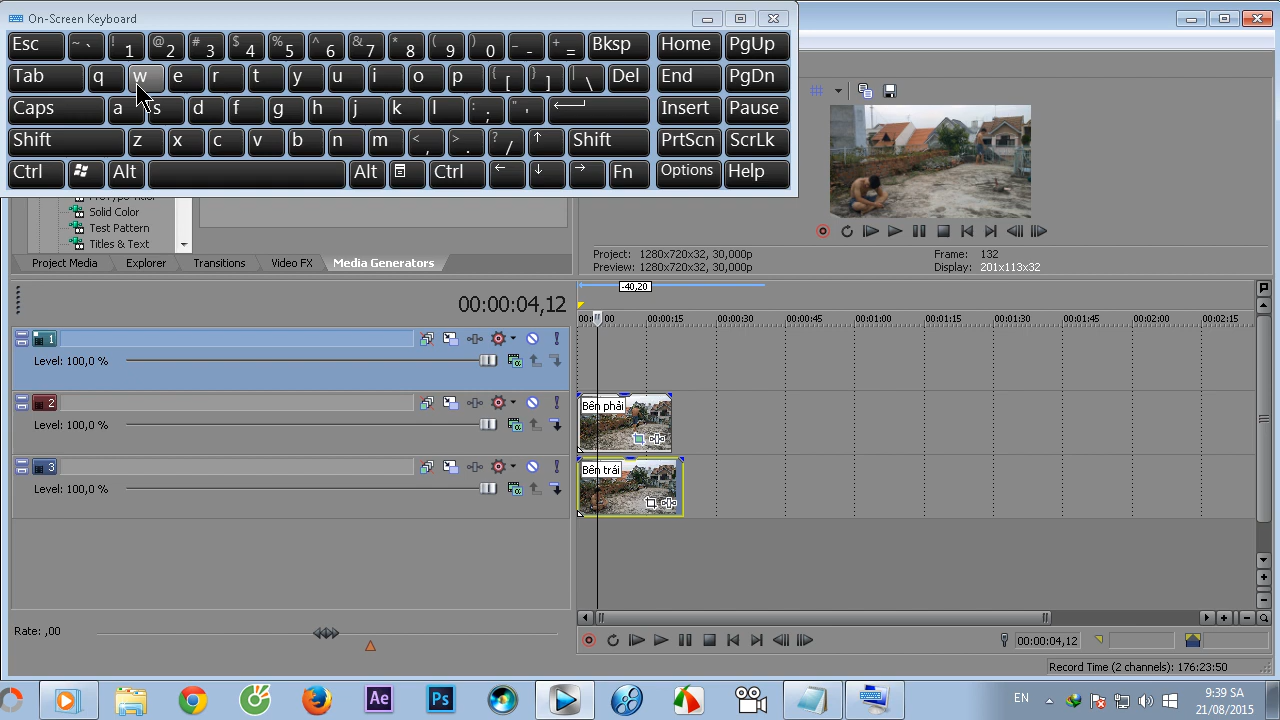 On-Screen Keyboard
Esc ~ ` ! 1 @ 2 # 3 $ 4 % 5 ^ 6 & 7 * 8 ( 9 ) 0 _ - + = Bksp Home PgUp
Tab q w e r t y u i o p { [ } ] | \ Del End PgDn
Caps a s d f g h j k l : ; " ' Insert Pause
Shift z x c v b n m < , > . ? / ↑ Shift PrtScn ScrLk
Ctrl Alt Alt Ctrl ← ↓ → Fn Options Help
Solid Color
Test Pattern
Titles & Text
Project Media Explorer Transitions Video FX Media Generators
Project: 1280x720x32, 30,000p Frame: 132
Preview: 1280x720x32, 30,000p Display: 201x113x32
-40,20
00:00:04,12
00:00:15 00:00:30 00:00:45 00:01:00 00:01:15 00:01:30 00:01:45 00:02:00 00:02:15
1
Level: 100,0 %
2
Bên phải
Level: 100,0 %
3
Bên trái
Level: 100,0 %
Rate: ,00
00:00:04,12
Record Time (2 channels): 176:23:50
Ae Ps
EN
9:39 SA
21/08/2015